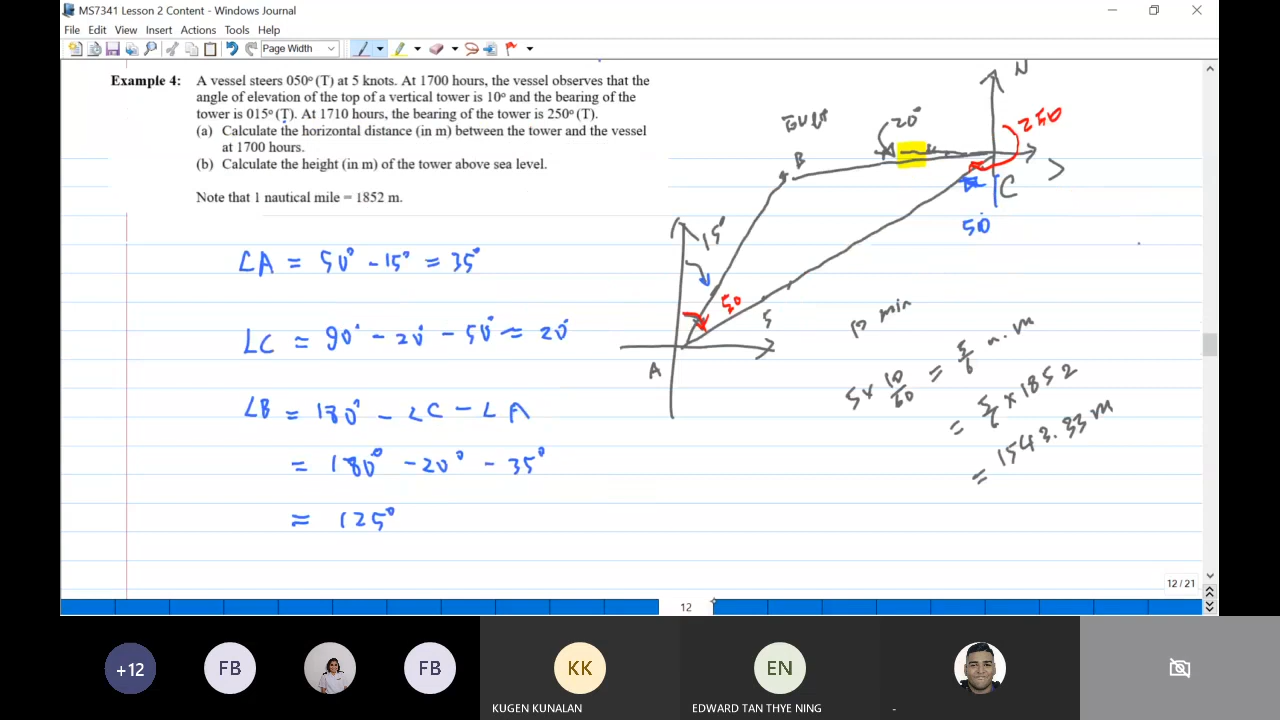 MS7341 Lesson 2 Content - Windows Journal
File Edit View Insert Actions Tools Help
Page Width
Example 4: A vessel steers 050° (T) at 5 knots. At 1700 hours, the vessel observes that the
angle of elevation of the top of a vertical tower is 10° and the bearing of the
tower is 015° (T). At 1710 hours, the bearing of the tower is 250° (T).
(a) Calculate the horizontal distance (in m) between the tower and the vessel
at 1700 hours.
(b) Calculate the height (in m) of the tower above sea level.
Note that 1 nautical mile = 1852 m.
∠A = 50° - 15° = 35°
∠C = 90° - 20° - 50° = 20°
∠B = 180° - ∠C - ∠A
= 180° - 20° - 35°
= 125°
N
20°
250
B
C
50
15°
50
5
A
10 min
5 × 10/60 = 5/6 n.m
= 5/6 × 1852
= 1543.33 m
12 / 21
12
+12
FB
FB
KK
EN
KUGEN KUNALAN
EDWARD TAN THYE NING
-